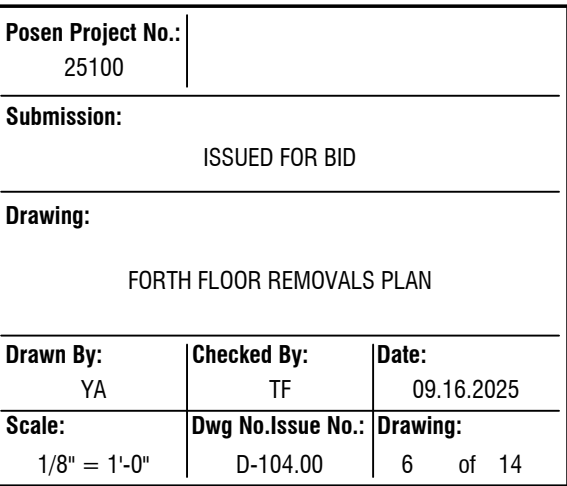 Posen Project No.:
25100
Submission:
ISSUED FOR BID
Drawing:
FORTH FLOOR REMOVALS PLAN
Drawn By: Checked By: Date:
YA TF 09.16.2025
Scale: Dwg No.Issue No.: Drawing:
1/8" = 1'-0" D-104.00 6 of 14